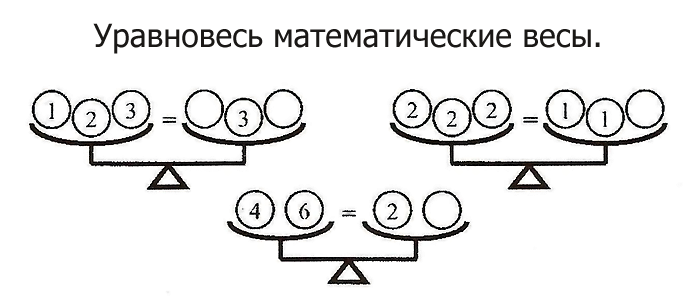 Уравновесь математические весы.
1 2 3 = 3
2 2 2 = 1 1
4 6 = 2